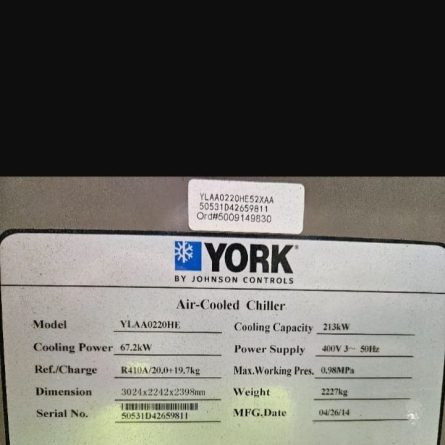 YLAA0220HE52XAA
50531D42659811
Ord#5009149830
YORK®
BY JOHNSON CONTROLS
Air-Cooled Chiller
Model YLAA0220HE Cooling Capacity 213kW
Cooling Power 67.2kW Power Supply 400V 3~ 50Hz
Ref./Charge R410A/20.0+19.7kg Max.Working Pres. 0.98MPa
Dimension 3024x2242x2398mm Weight 2227kg
Serial No. 50531D42659811 MFG.Date 04/26/14